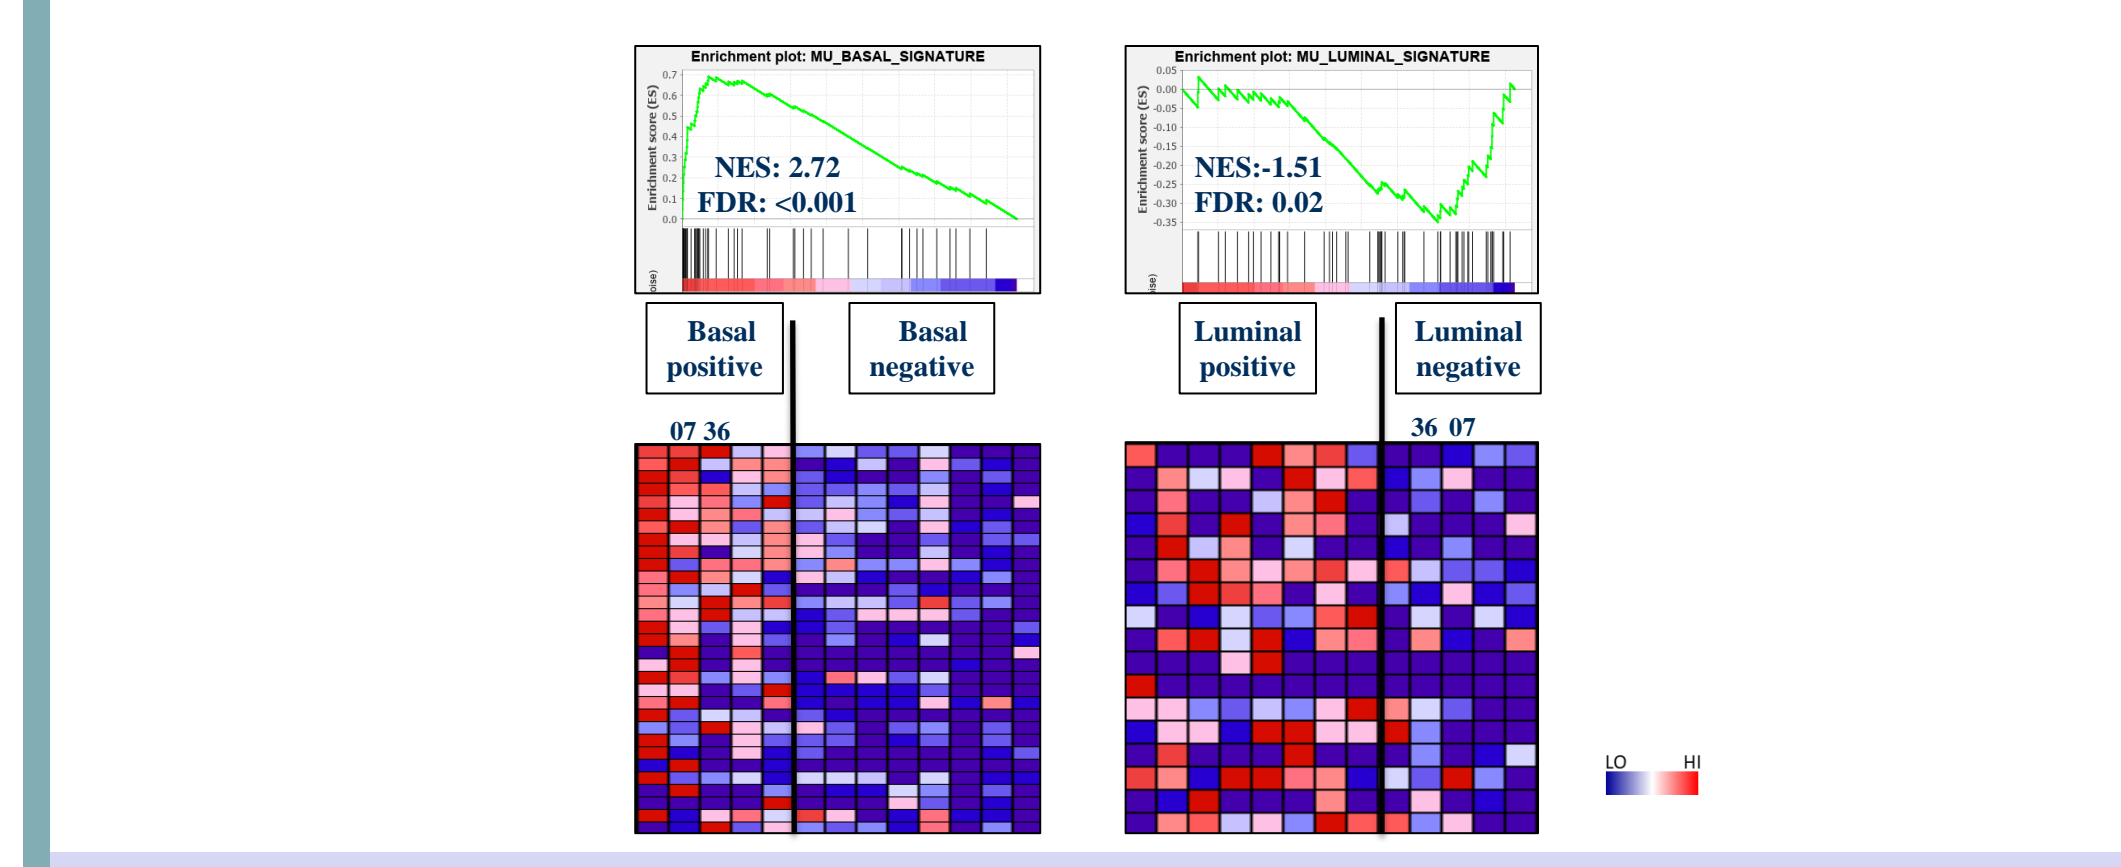 Enrichment plot: MU_BASAL_SIGNATURE
Enrichment score (ES)
0.7
0.6
0.5
0.4
0.3
0.2
0.1
0.0
NES: 2.72
FDR: <0.001
oise)
Enrichment plot: MU_LUMINAL_SIGNATURE
Enrichment score (ES)
0.05
0.00
-0.05
-0.10
-0.15
-0.20
-0.25
-0.30
-0.35
NES:-1.51
FDR: 0.02
oise)
Basal
positive
Basal
negative
Luminal
positive
Luminal
negative
07 36
36 07
LO HI